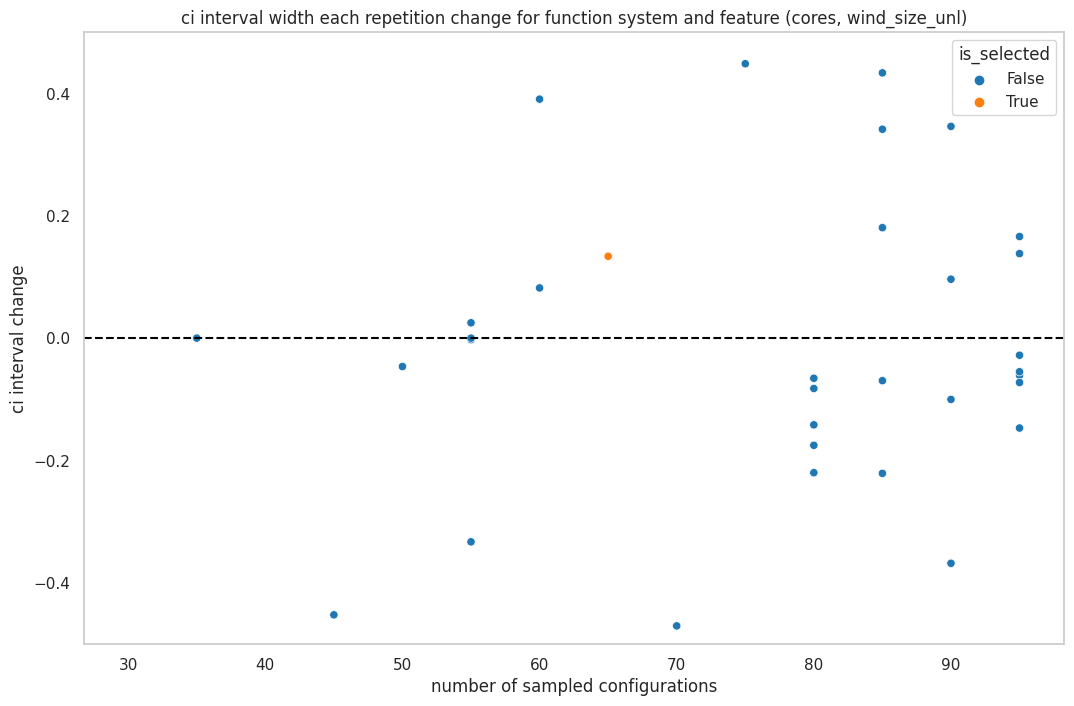 ci interval width each repetition change for function system and feature (cores, wind_size_unl)
is_selected
False
True
0.4
0.2
0.0
−0.2
−0.4
ci interval change
30 40 50 60 70 80 90
number of sampled configurations